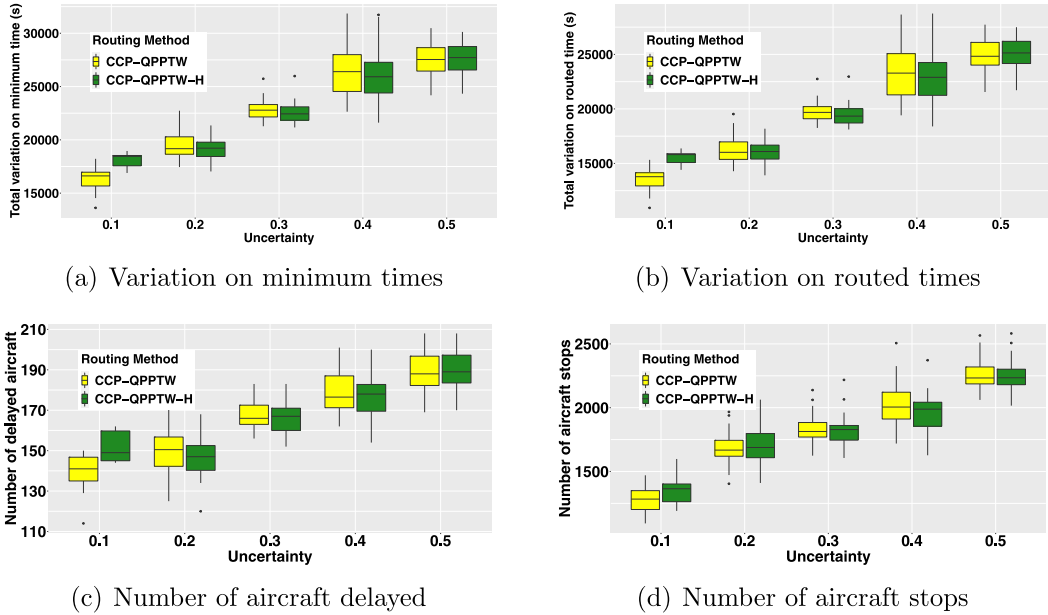 Total variation on minimum time (s)
30000
27000
24000
21000
18000
15000
Routing Method
CCP−QPPTW
CCP−QPPTW−H
0.1 0.2 0.3 0.4 0.5
Uncertainty
(a) Variation on minimum times
Total variation on routed time (s)
25000
20000
15000
Routing Method
CCP−QPPTW
CCP−QPPTW−H
0.1 0.2 0.3 0.4 0.5
Uncertainty
(b) Variation on routed times
Number of delayed aircraft
210
190
170
150
130
110
Routing Method
CCP−QPPTW
CCP−QPPTW−H
0.1 0.2 0.3 0.4 0.5
Uncertainty
(c) Number of aircraft delayed
Number of aircraft stops
2500
2000
1500
Routing Method
CCP−QPPTW
CCP−QPPTW−H
0.1 0.2 0.3 0.4 0.5
Uncertainty
(d) Number of aircraft stops